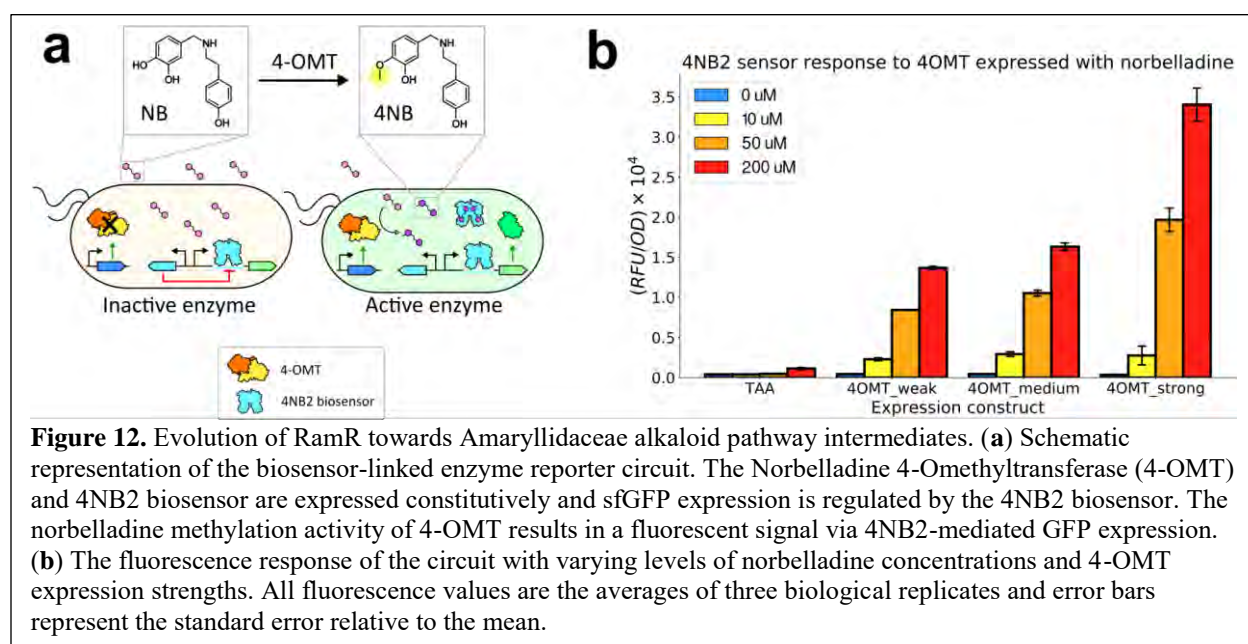 a
HO
OH
NH
OH
NB
4-OMT
O
OH
NH
OH
4NB
Inactive enzyme
Active enzyme
4-OMT
4NB2 biosensor
b
4NB2 sensor response to 4OMT expressed with norbelladine
0 uM
10 uM
50 uM
200 uM
(RFU/OD) × 10⁴
3.5
3.0
2.5
2.0
1.5
1.0
0.5
0.0
TAA
4OMT_weak
4OMT_medium
4OMT_strong
Expression construct
Figure 12. Evolution of RamR towards Amaryllidaceae alkaloid pathway intermediates. (a) Schematic
representation of the biosensor-linked enzyme reporter circuit. The Norbelladine 4-Omethyltransferase (4-OMT)
and 4NB2 biosensor are expressed constitutively and sfGFP expression is regulated by the 4NB2 biosensor. The
norbelladine methylation activity of 4-OMT results in a fluorescent signal via 4NB2-mediated GFP expression.
(b) The fluorescence response of the circuit with varying levels of norbelladine concentrations and 4-OMT
expression strengths. All fluorescence values are the averages of three biological replicates and error bars
represent the standard error relative to the mean.